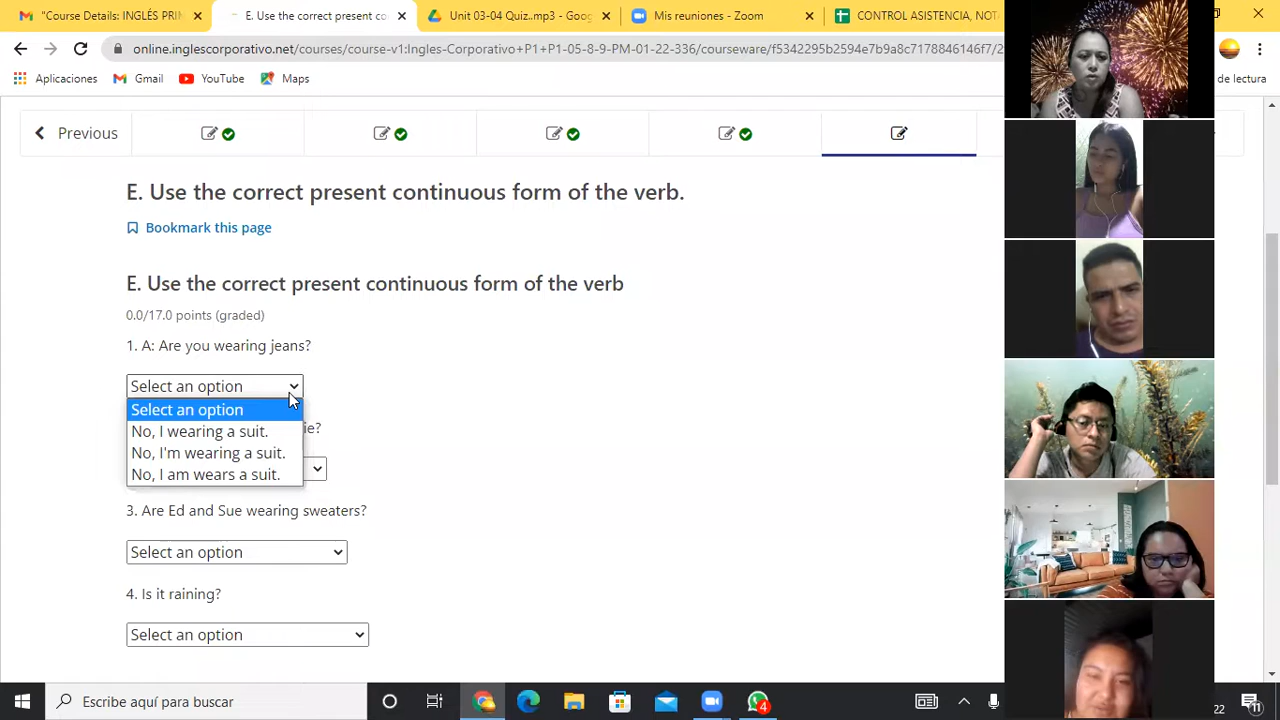 "Course Details: INGLÉS PRIN
E. Use the correct present co
Unit 03-04 Quiz..mp3 - Goog
Mis reuniones - Zoom
CONTROL ASISTENCIA, NOT
online.inglescorporativo.net/courses/course-v1:Ingles-Corporativo+P1+P1-05-8-9-PM-01-22-336/courseware/f5342295b2594e7b9a8c7178846146f7/2
Aplicaciones
Gmail
YouTube
Maps
de lectura
Previous
E. Use the correct present continuous form of the verb.
Bookmark this page
E. Use the correct present continuous form of the verb
0.0/17.0 points (graded)
1. A: Are you wearing jeans?
Select an option
Select an option
No, I wearing a suit.
No, I'm wearing a suit.
No, I am wears a suit.
ie?
3. Are Ed and Sue wearing sweaters?
Select an option
4. Is it raining?
Select an option
Escribe aquí para buscar
4
22
11